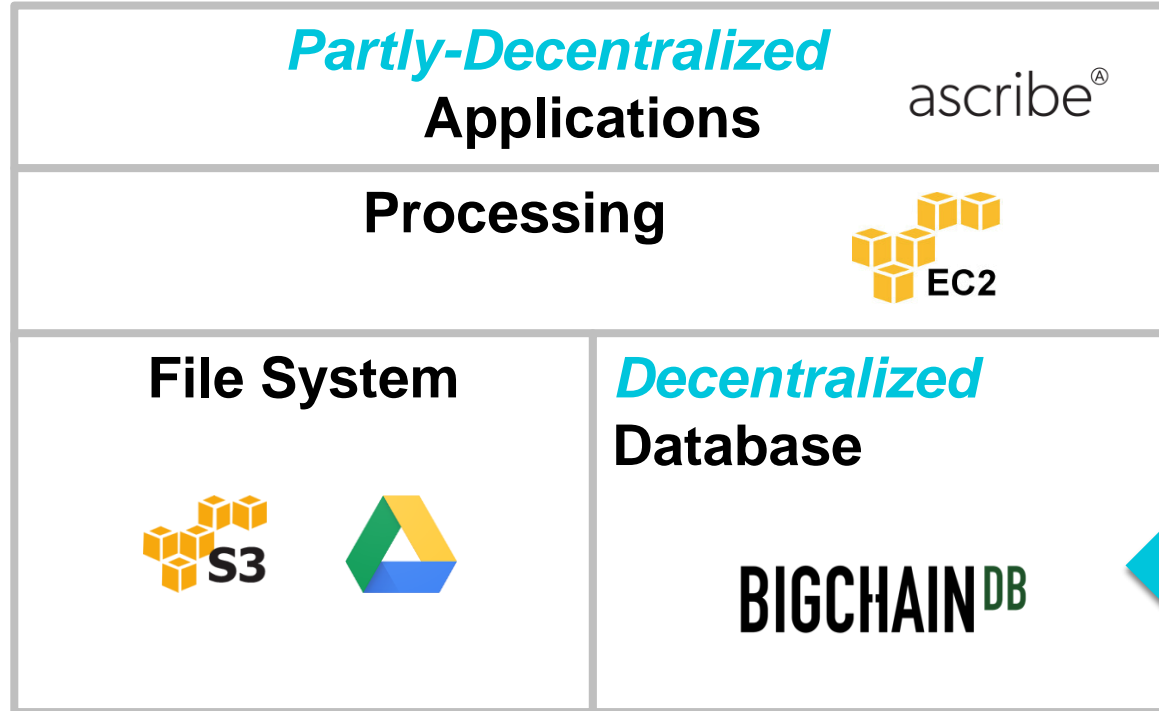 Partly-Decentralized
Applications
ascribe Ⓐ
Processing
EC2
File System
S3
Decentralized
Database
BIGCHAIN DB